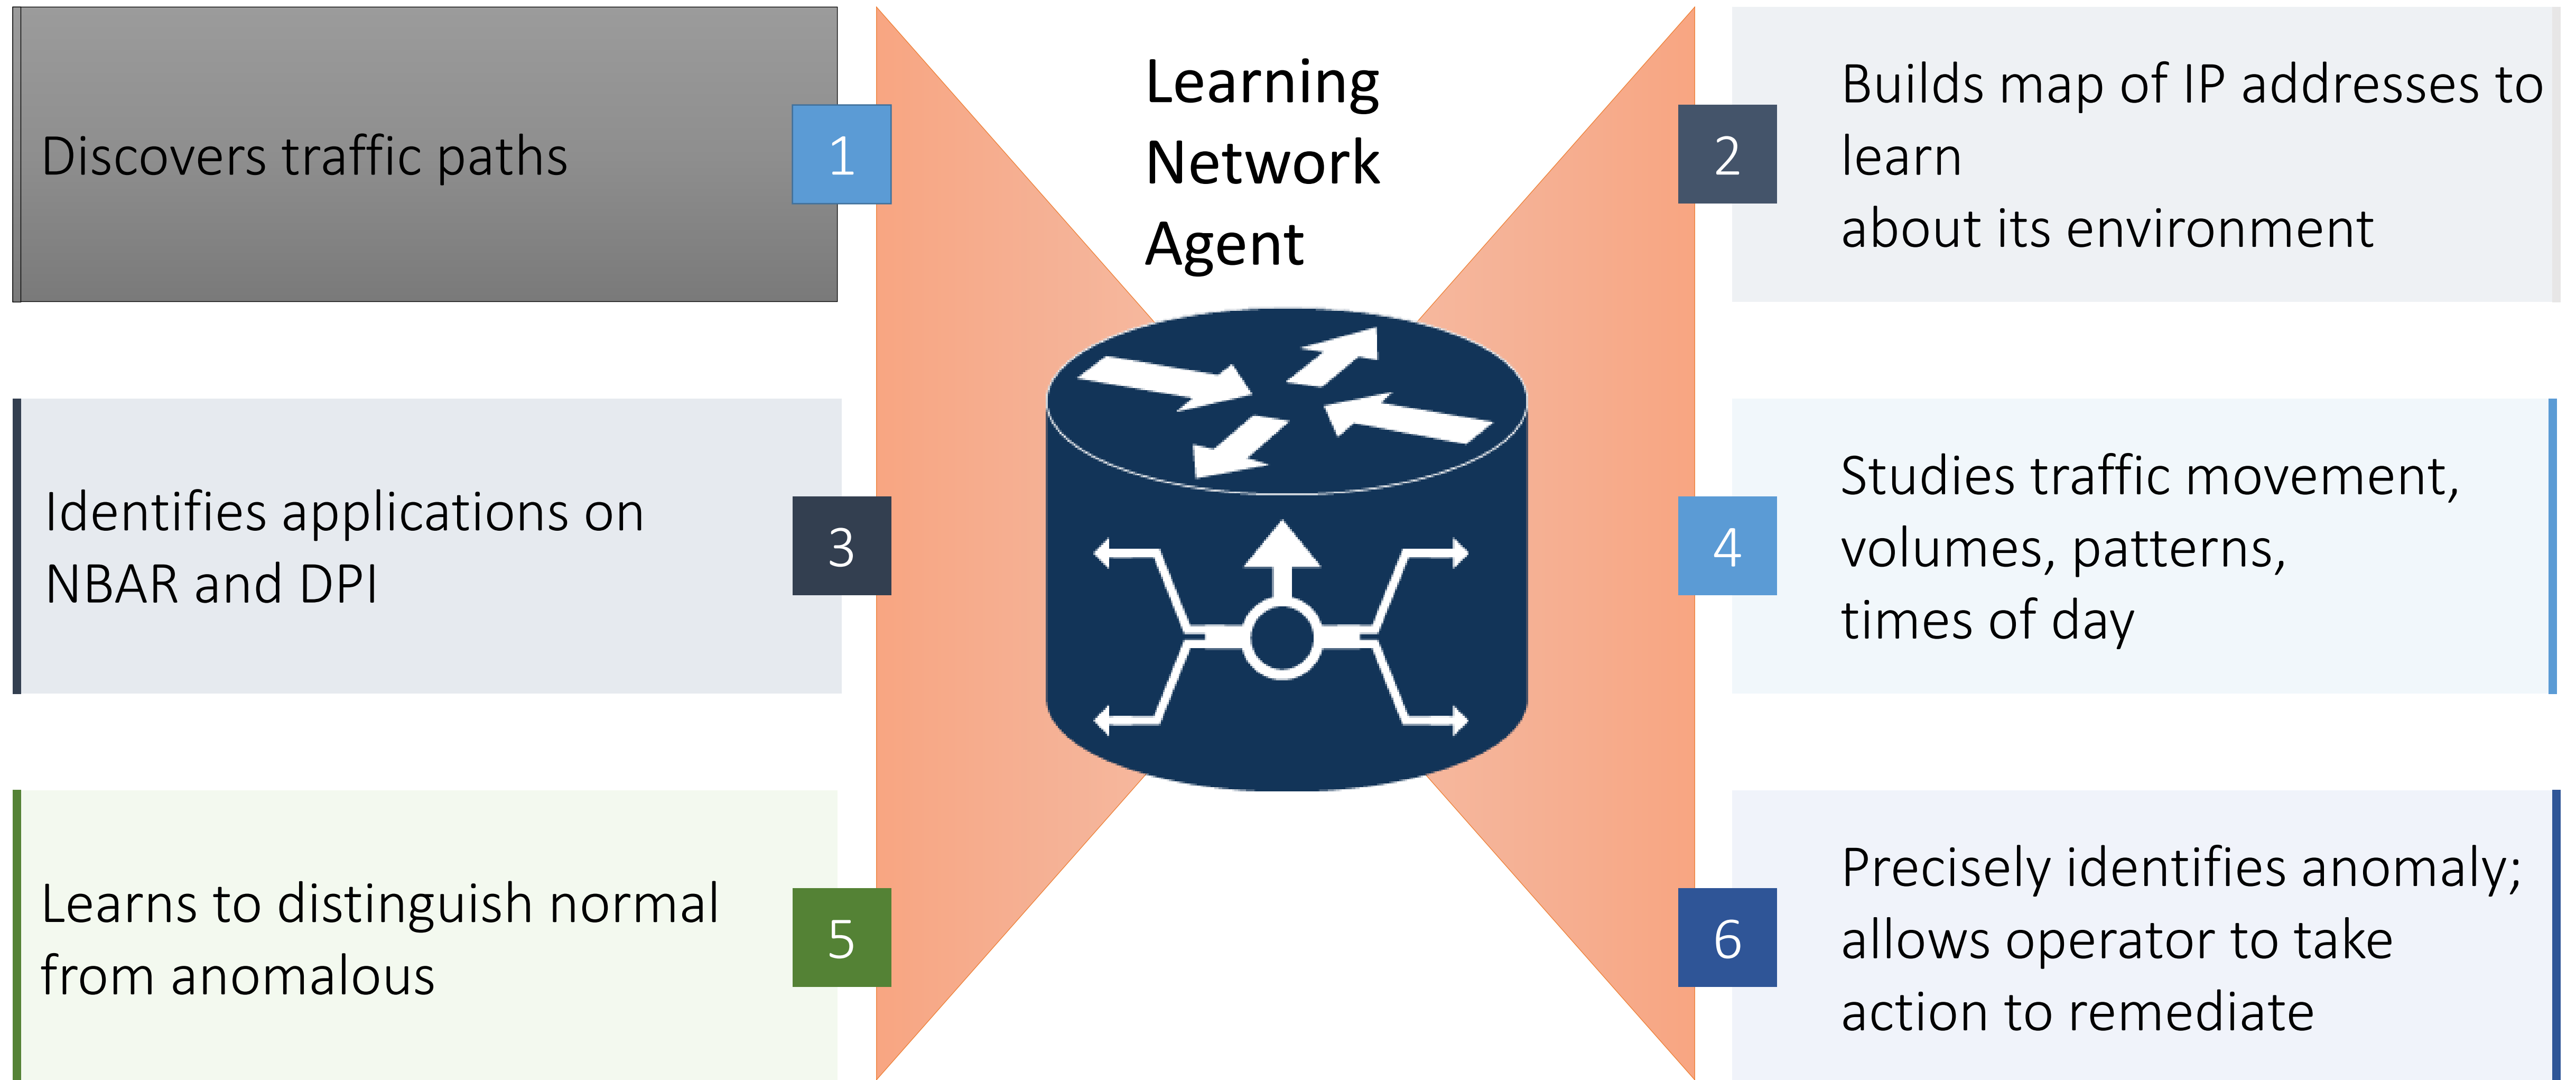 Learning
Network
Agent
Discovers traffic paths
1
2
Builds map of IP addresses to
learn
about its environment
Identifies applications on
NBAR and DPI
3
4
Studies traffic movement,
volumes, patterns,
times of day
Learns to distinguish normal
from anomalous
5
6
Precisely identifies anomaly;
allows operator to take
action to remediate